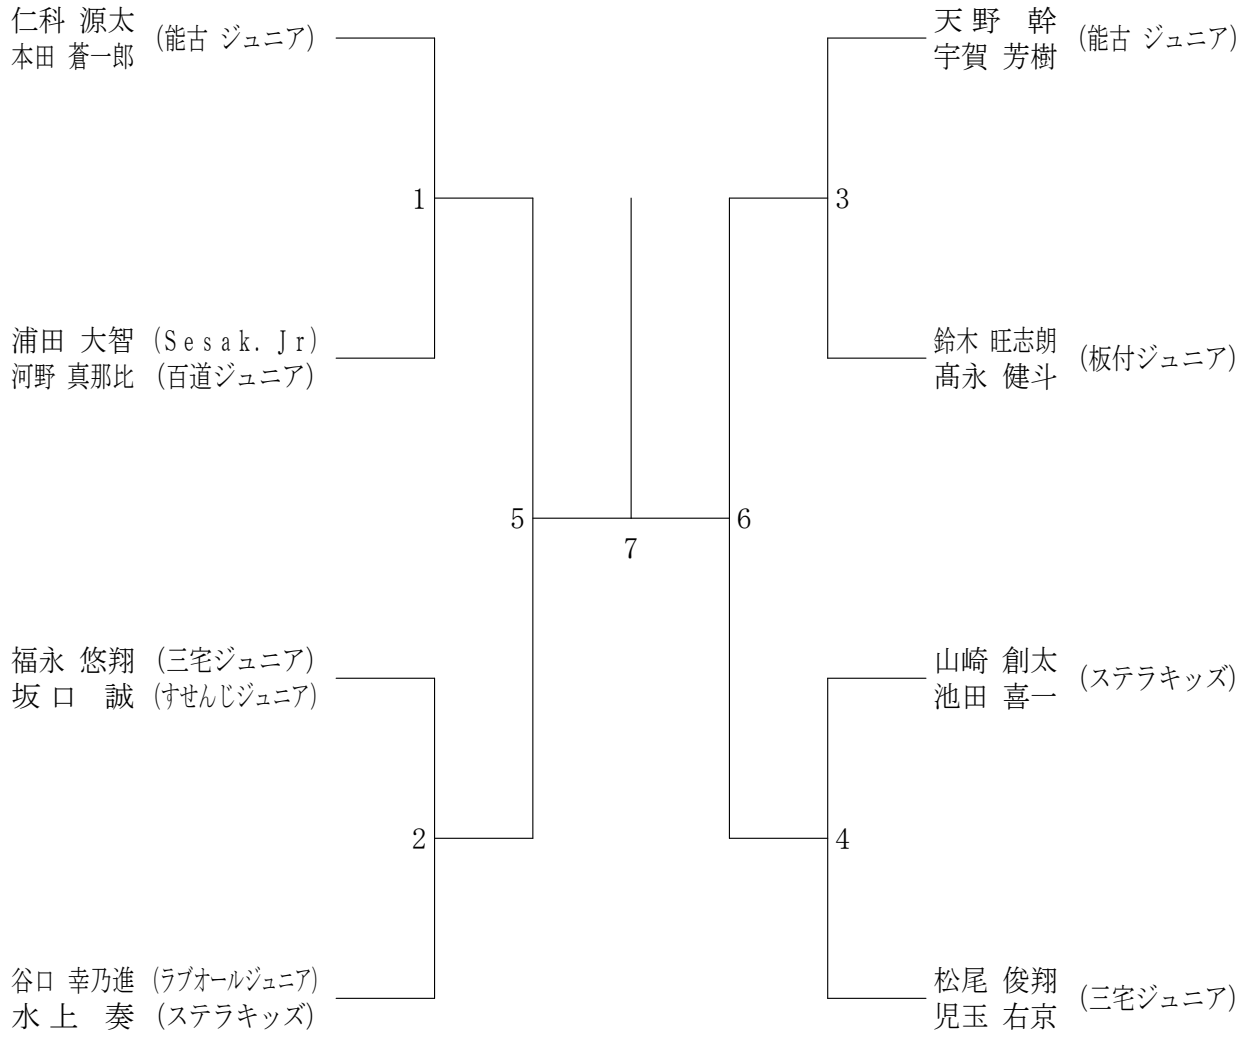 仁科 源太
本田 蒼一郎
(能古 ジュニア)
1
浦田 大智 (Sesak. Jr)
河野 真那比 (百道ジュニア)
5
福永 悠翔 (三宅ジュニア)
坂口 誠 (すせんじジュニア)
2
谷口 幸乃進 (ラブオールジュニア)
水上 奏 (ステラキッズ)
7
天野 幹
宇賀 芳樹
(能古 ジュニア)
3
鈴木 旺志朗
髙永 健斗
(板付ジュニア)
6
山崎 創太
池田 喜一
(ステラキッズ)
4
松尾 俊翔
児玉 右京
(三宅ジュニア)